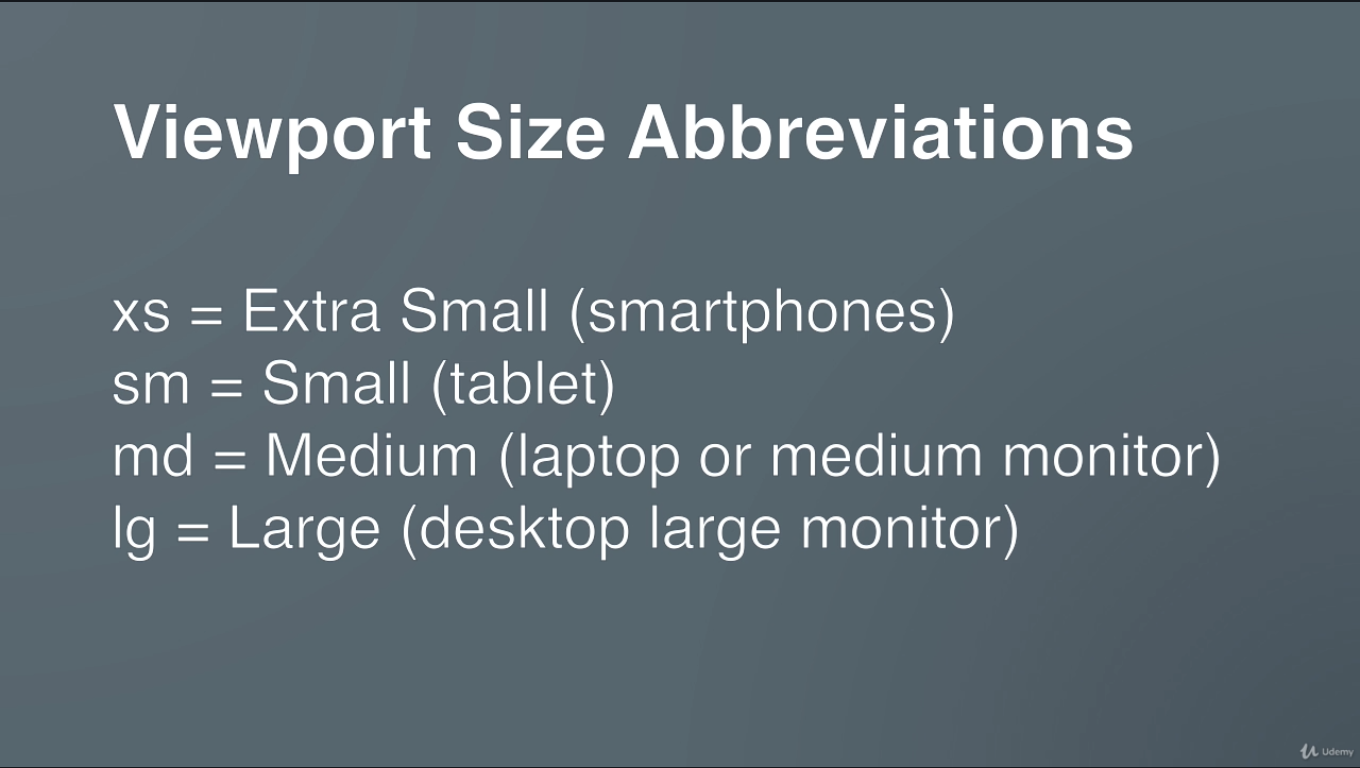 Viewport Size Abbreviations
xs = Extra Small (smartphones)
sm = Small (tablet)
md = Medium (laptop or medium monitor)
lg = Large (desktop large monitor)
Udemy